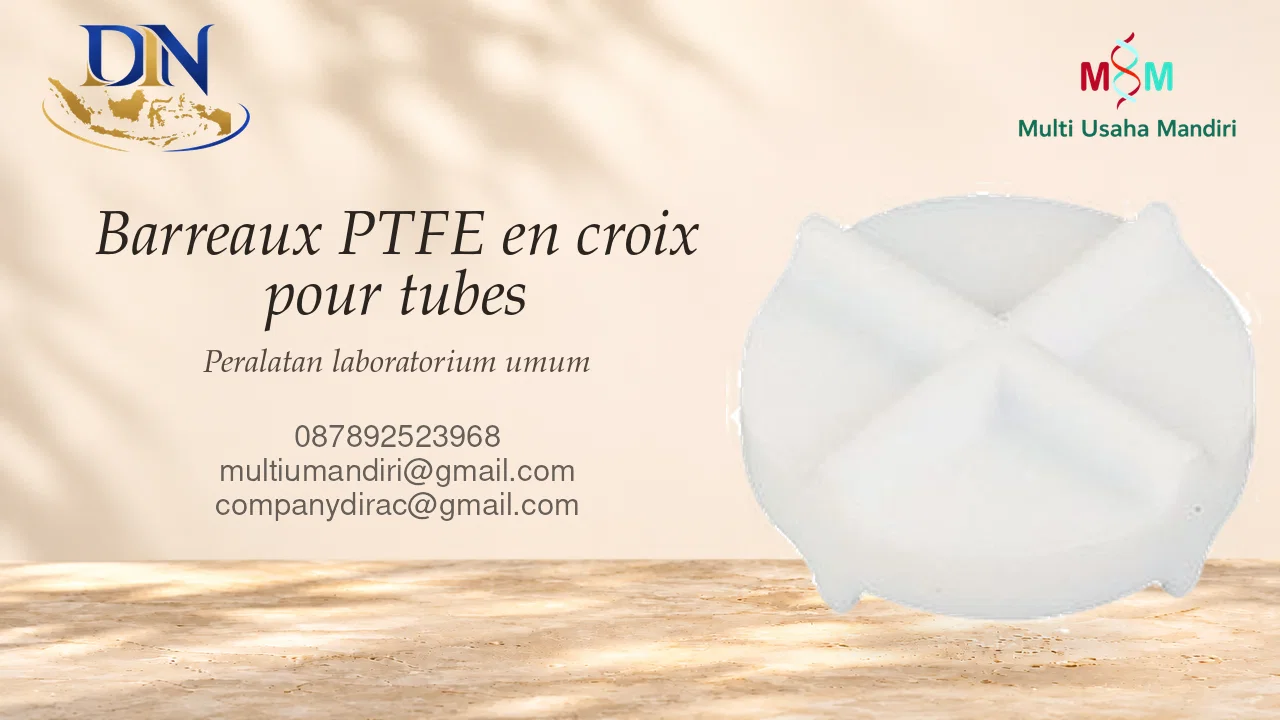 DIN
M M
Multi Usaha Mandiri
Barreaux PTFE en croix
pour tubes
Peralatan laboratorium umum
087892523968
multiumandiri@gmail.com
companydirac@gmail.com